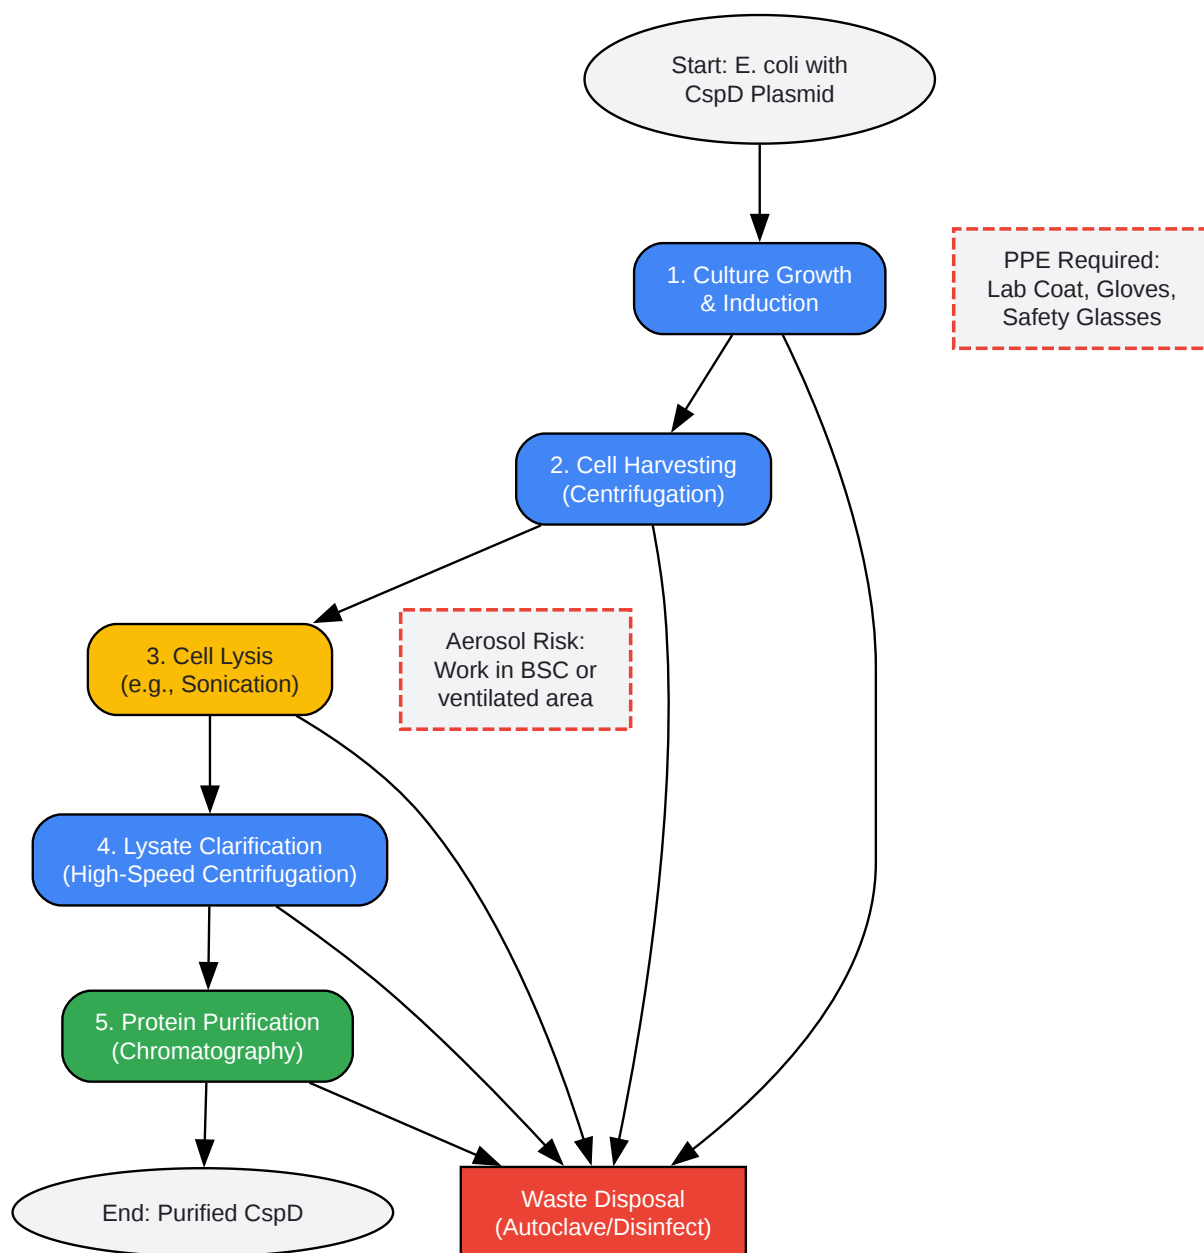 Start: E. coli with
CspD Plasmid
1. Culture Growth
& Induction
PPE Required:
Lab Coat, Gloves,
Safety Glasses
2. Cell Harvesting
(Centrifugation)
3. Cell Lysis
(e.g., Sonication)
Aerosol Risk:
Work in BSC or
ventilated area
4. Lysate Clarification
(High-Speed Centrifugation)
5. Protein Purification
(Chromatography)
End: Purified CspD
Waste Disposal
(Autoclave/Disinfect)